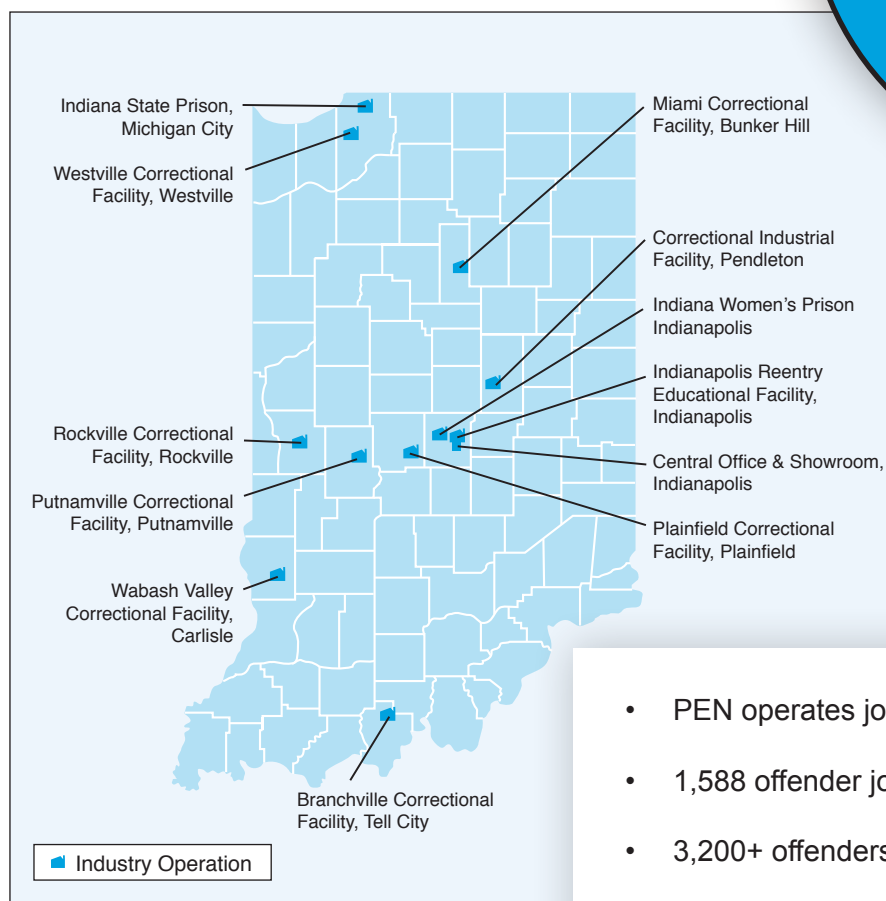 Indiana State Prison,
Michigan City
Westville Correctional
Facility, Westville
Rockville Correctional
Facility, Rockville
Putnamville Correctional
Facility, Putnamville
Wabash Valley
Correctional Facility,
Carlisle
Miami Correctional
Facility, Bunker Hill
Correctional Industrial
Facility, Pendleton
Indiana Women's Prison
Indianapolis
Indianapolis Reentry
Educational Facility,
Indianapolis
Central Office & Showroom,
Indianapolis
Plainfield Correctional
Facility, Plainfield
Branchville Correctional
Facility, Tell City
Industry Operation
• PEN operates jo
• 1,588 offender jo
• 3,200+ offenders